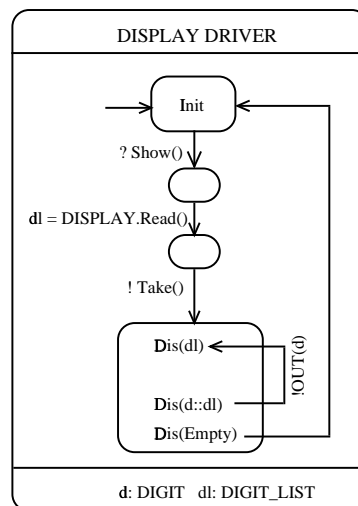 DISPLAY DRIVER
Init
? Show()
dl = DISPLAY.Read()
! Take()
Dis(dl)
!OUT(d)
Dis(d::dl)
Dis(Empty)
d: DIGIT dl: DIGIT_LIST